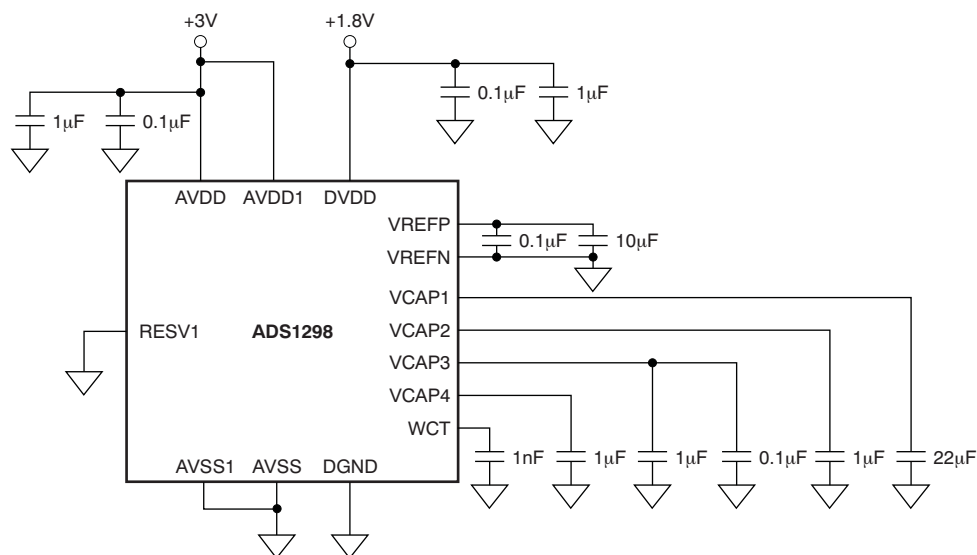 +3V
+1.8V
1μF
0.1μF
0.1μF
1μF
AVDD
AVDD1
DVDD
VREFP
0.1μF
10μF
VREFN
VCAP1
RESV1
ADS1298
VCAP2
VCAP3
VCAP4
WCT
1nF
1μF
1μF
0.1μF
1μF
22μF
AVSS1
AVSS
DGND